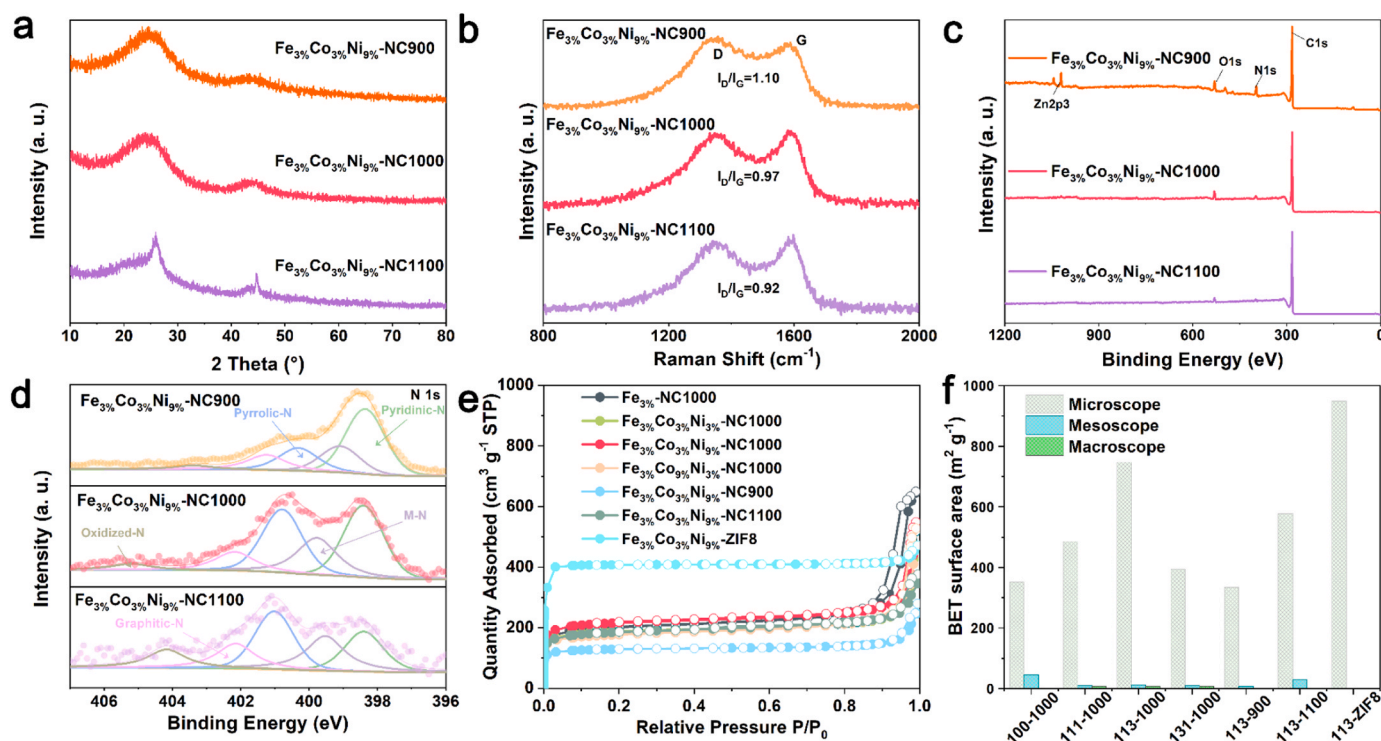 a
Fe3%Co3%Ni9%-NC900
Fe3%Co3%Ni9%-NC1000
Fe3%Co3%Ni9%-NC1100
Intensity (a. u.)
10 20 30 40 50 60 70 80
2 Theta (°)
b
Fe3%Co3%Ni9%-NC900
D
G
ID/IG=1.10
Fe3%Co3%Ni9%-NC1000
ID/IG=0.97
Fe3%Co3%Ni9%-NC1100
ID/IG=0.92
Intensity (a. u.)
800 1200 1600 2000
Raman Shift (cm-1)
c
Fe3%Co3%Ni9%-NC900
Zn2p3
O1s
N1s
C1s
Fe3%Co3%Ni9%-NC1000
Fe3%Co3%Ni9%-NC1100
Intensity (a. u.)
1200 900 600 300 0
Binding Energy (eV)
d
Fe3%Co3%Ni9%-NC900
N 1s
Pyrrolic-N
Pyridinic-N
Fe3%Co3%Ni9%-NC1000
Oxidized-N
M-N
Fe3%Co3%Ni9%-NC1100
Graphitic-N
Intensity (a. u.)
406 404 402 400 398 396
Binding Energy (eV)
e
Fe3%-NC1000
Fe3%Co3%Ni3%-NC1000
Fe3%Co3%Ni9%-NC1000
Fe3%Co9%Ni3%-NC1000
Fe3%Co3%Ni9%-NC900
Fe3%Co3%Ni9%-NC1100
Fe3%Co3%Ni9%-ZIF8
Quantity Adsorbed (cm3 g-1 STP)
1000
800
600
400
200
0
0.0 0.2 0.4 0.6 0.8 1.0
Relative Pressure P/P0
f
Microscope
Mesoscope
Macroscope
BET surface area (m2 g-1)
1000
800
600
400
200
0
100-1000
111-1000
113-1000
131-1000
113-900
113-1100
113-ZIF8